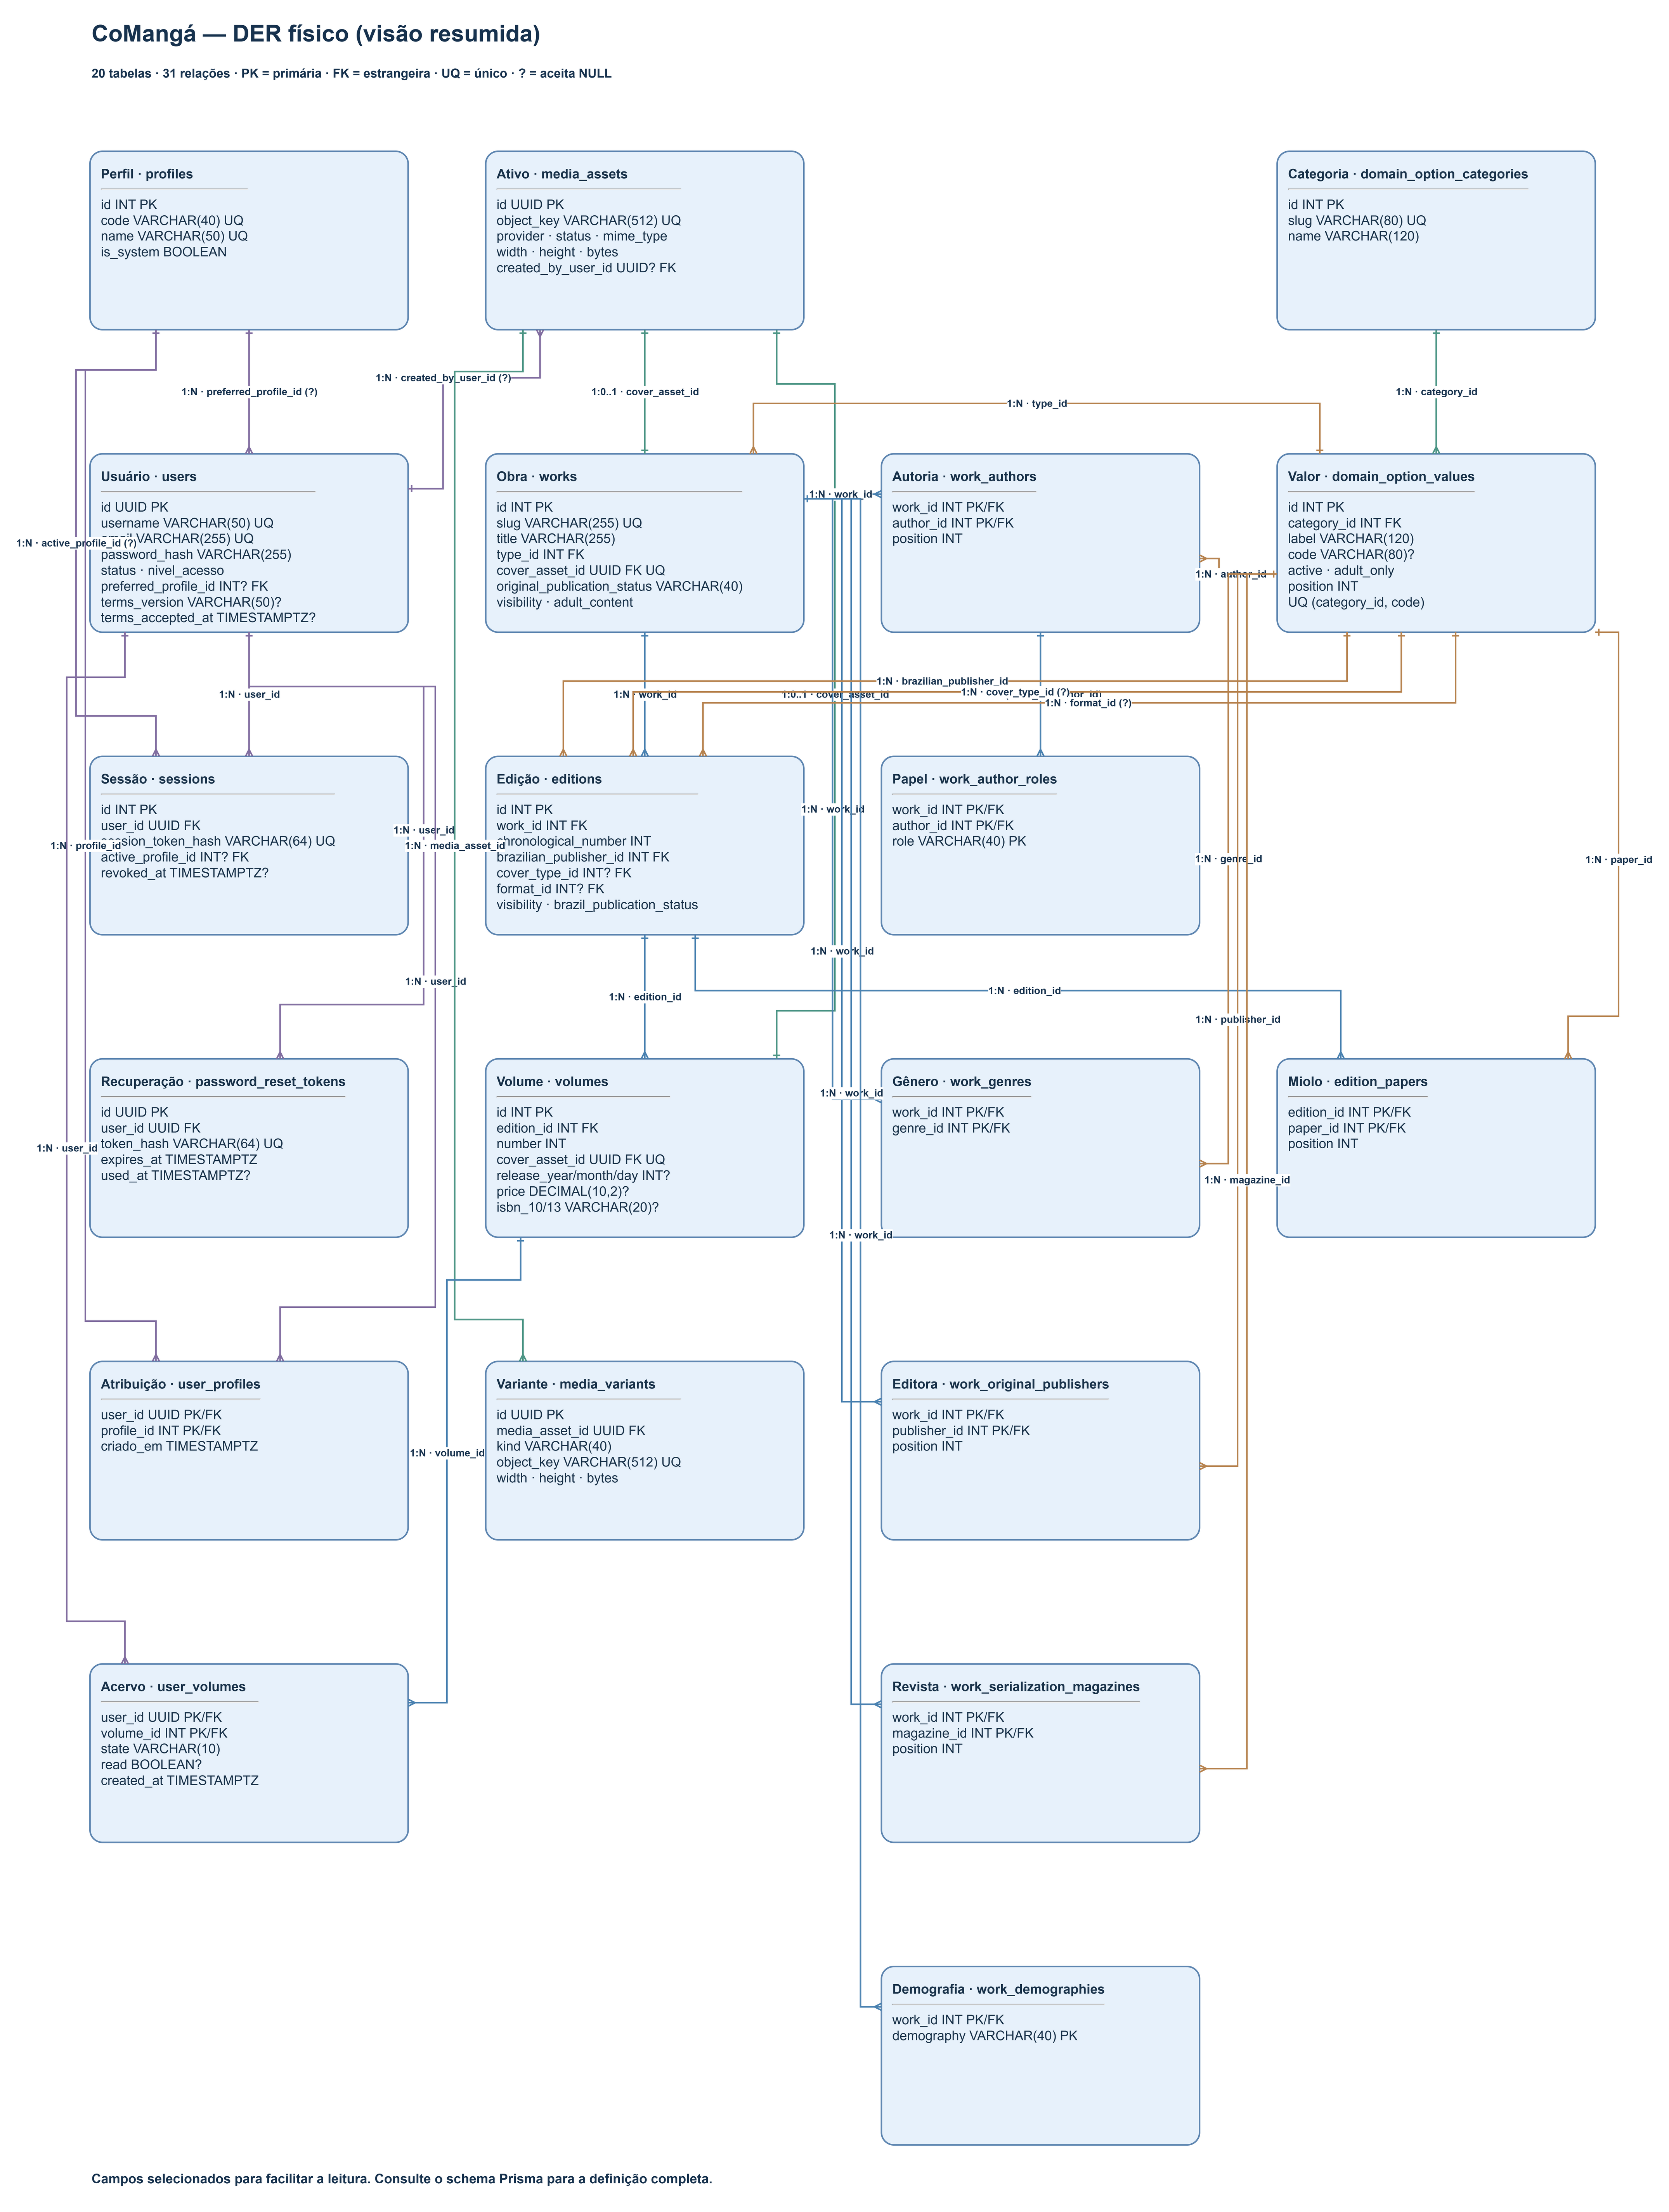 CoMangá — DER físico (visão resumida)
20 tabelas · 31 relações · PK = primária · FK = estrangeira · UQ = único · ? = aceita NULL
Perfil · profiles
id INT PK
code VARCHAR(40) UQ
name VARCHAR(50) UQ
is_system BOOLEAN
Ativo · media_assets
id UUID PK
object_key VARCHAR(512) UQ
provider · status · mime_type
width · height · bytes
created_by_user_id UUID? FK
Categoria · domain_option_categories
id INT PK
slug VARCHAR(80) UQ
name VARCHAR(120)
1:N · created_by_user_id (?)
1:N · preferred_profile_id (?)
1:0..1 · cover_asset_id
1:N · category_id
1:N · type_id
Usuário · users
id UUID PK
username VARCHAR(50) UQ
VARCHAR(255) UQ
password_hash VARCHAR(255)
status · nivel_acesso
preferred_profile_id INT? FK
terms_version VARCHAR(50)?
terms_accepted_at TIMESTAMPTZ?
1:N · active_profile_id (?)
Obra · works
id INT PK
slug VARCHAR(255) UQ
title VARCHAR(255)
type_id INT FK
cover_asset_id UUID FK UQ
original_publication_status VARCHAR(40)
visibility · adult_content
1:N · work_id
Autoria · work_authors
work_id INT PK/FK
author_id INT PK/FK
position INT
1:N · author_id
Valor · domain_option_values
id INT PK
category_id INT FK
label VARCHAR(120)
code VARCHAR(80)?
active · adult_only
position INT
UQ (category_id, code)
1:N · brazilian_publisher_id
1:N · user_id
1:N · work_id
1:0..1 · cover_asset_id
1:N · cover_type_id (?)
1:N · format_id (?)
Sessão · sessions
id INT PK
user_id UUID FK
session_token_hash VARCHAR(64) UQ
active_profile_id INT? FK
revoked_at TIMESTAMPTZ?
1:N · profile_id
1:N · user_id
1:N · media_asset_id
Edição · editions
id INT PK
work_id INT FK
chronological_number INT
brazilian_publisher_id INT FK
cover_type_id INT? FK
format_id INT? FK
visibility · brazil_publication_status
1:N · work_id
Papel · work_author_roles
work_id INT PK/FK
author_id INT PK/FK
role VARCHAR(40) PK
1:N · genre_id
1:N · paper_id
1:N · work_id
1:N · user_id
1:N · edition_id
1:N · edition_id
1:N · publisher_id
Recuperação · password_reset_tokens
id UUID PK
user_id UUID FK
token_hash VARCHAR(64) UQ
expires_at TIMESTAMPTZ
used_at TIMESTAMPTZ?
1:N · user_id
Volume · volumes
id INT PK
edition_id INT FK
number INT
cover_asset_id UUID FK UQ
release_year/month/day INT?
price DECIMAL(10,2)?
isbn_10/13 VARCHAR(20)?
1:N · work_id
Gênero · work_genres
work_id INT PK/FK
genre_id INT PK/FK
Miolo · edition_papers
edition_id INT PK/FK
paper_id INT PK/FK
position INT
1:N · magazine_id
1:N · work_id
Atribuição · user_profiles
user_id UUID PK/FK
profile_id INT PK/FK
criado_em TIMESTAMPTZ
1:N · volume_id
Variante · media_variants
id UUID PK
media_asset_id UUID FK
kind VARCHAR(40)
object_key VARCHAR(512) UQ
width · height · bytes
Editora · work_original_publishers
work_id INT PK/FK
publisher_id INT PK/FK
position INT
Acervo · user_volumes
user_id UUID PK/FK
volume_id INT PK/FK
state VARCHAR(10)
read BOOLEAN?
created_at TIMESTAMPTZ
Revista · work_serialization_magazines
work_id INT PK/FK
magazine_id INT PK/FK
position INT
Demografia · work_demographies
work_id INT PK/FK
demography VARCHAR(40) PK
Campos selecionados para facilitar a leitura. Consulte o schema Prisma para a definição completa.